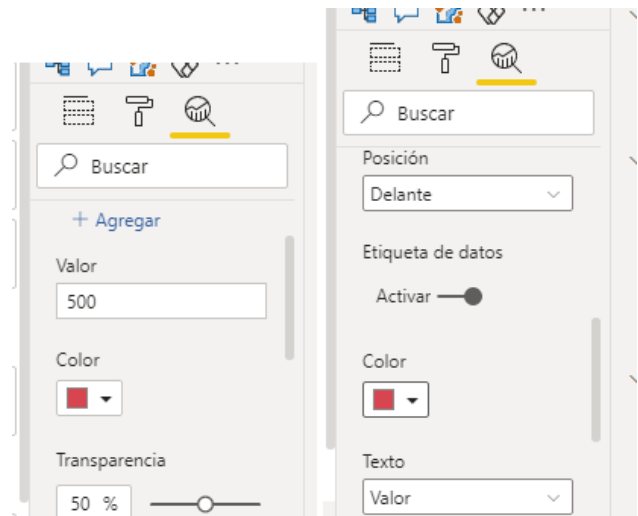 Buscar
+ Agregar
Valor
500
Color
Transparencia
50 %
Buscar
Posición
Delante
Etiqueta de datos
Activar
Color
Texto
Valor